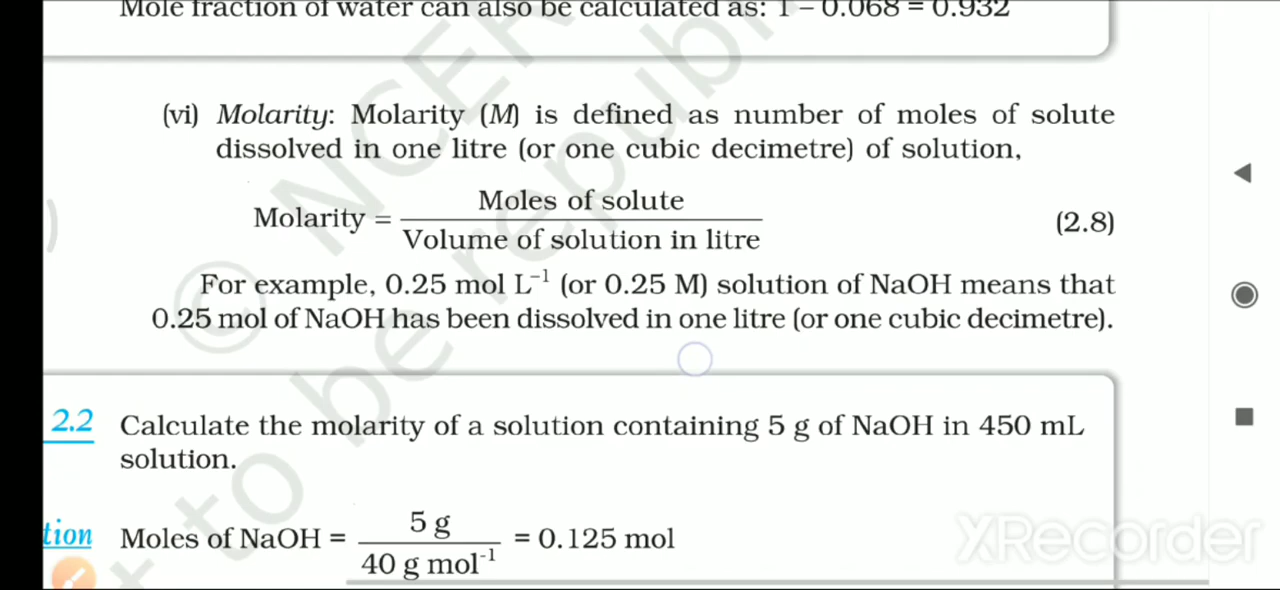 Mole fraction of water can also be calculated as: 1 – 0.068 = 0.932
(vi) Molarity: Molarity (M) is defined as number of moles of solute
dissolved in one litre (or one cubic decimetre) of solution,
Molarity = Moles of solute
Volume of solution in litre
(2.8)
For example, 0.25 mol L⁻¹ (or 0.25 M) solution of NaOH means that
0.25 mol of NaOH has been dissolved in one litre (or one cubic decimetre).
2.2 Calculate the molarity of a solution containing 5 g of NaOH in 450 mL
solution.
tion Moles of NaOH = 5 g
40 g mol⁻¹
= 0.125 mol
© NCER
t to be republ
XRecorder